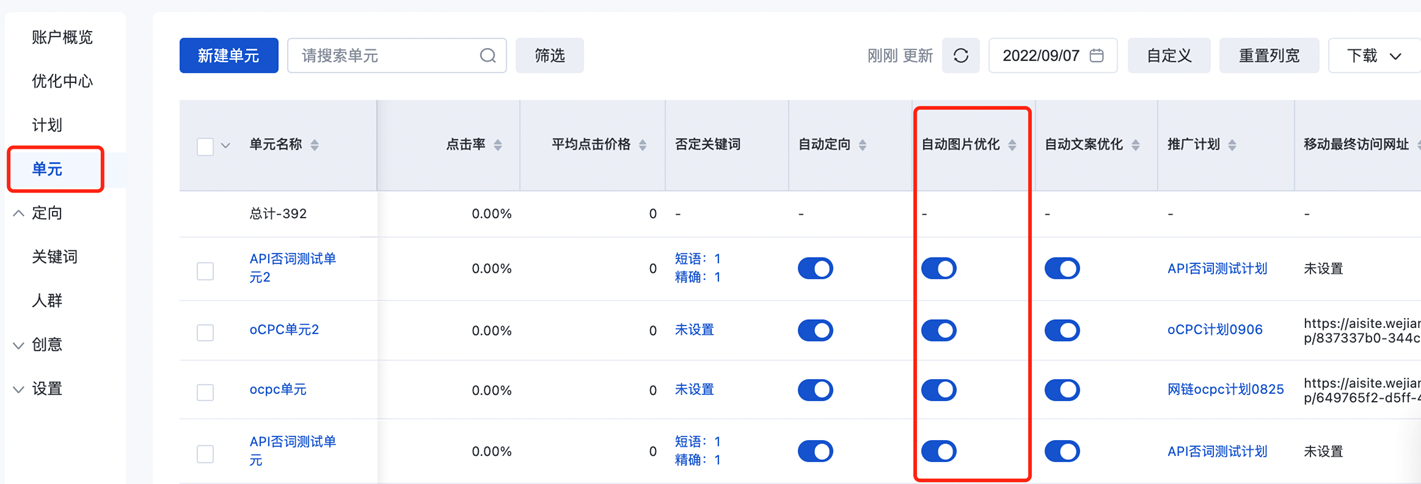 账户概览
优化中心
计划
单元
定向
关键词
人群
创意
设置
新建单元 请搜索单元 筛选 刚刚 更新 2022/09/07 自定义 重置列宽 下载
单元名称 点击率 平均点击价格 否定关键词 自动定向 自动图片优化 自动文案优化 推广计划 移动最终访问网址
总计-392 0.00% 0 - - - - - -
API否词测试单
元2
0.00% 0
短语：1
精确：1
API否词测试计划 未设置
oCPC单元2 0.00% 0 未设置 oCPC计划0906
https://aisite.wejian
p/837337b0-344c
ocpc单元 0.00% 0 未设置 网链ocpc计划0825
https://aisite.wejian
p/649765f2-d5ff-4
API否词测试单
元
0.00% 0
短语：1
精确：1
API否词测试计划 未设置